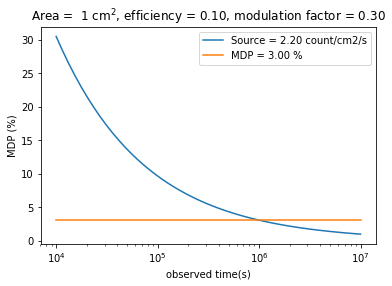 Area =  1 cm², efficiency = 0.10, modulation factor = 0.30
Source = 2.20 count/cm2/s
MDP = 3.00 %
30
25
20
15
10
5
0
MDP (%)
10⁴ 10⁵ 10⁶ 10⁷
observed time(s)